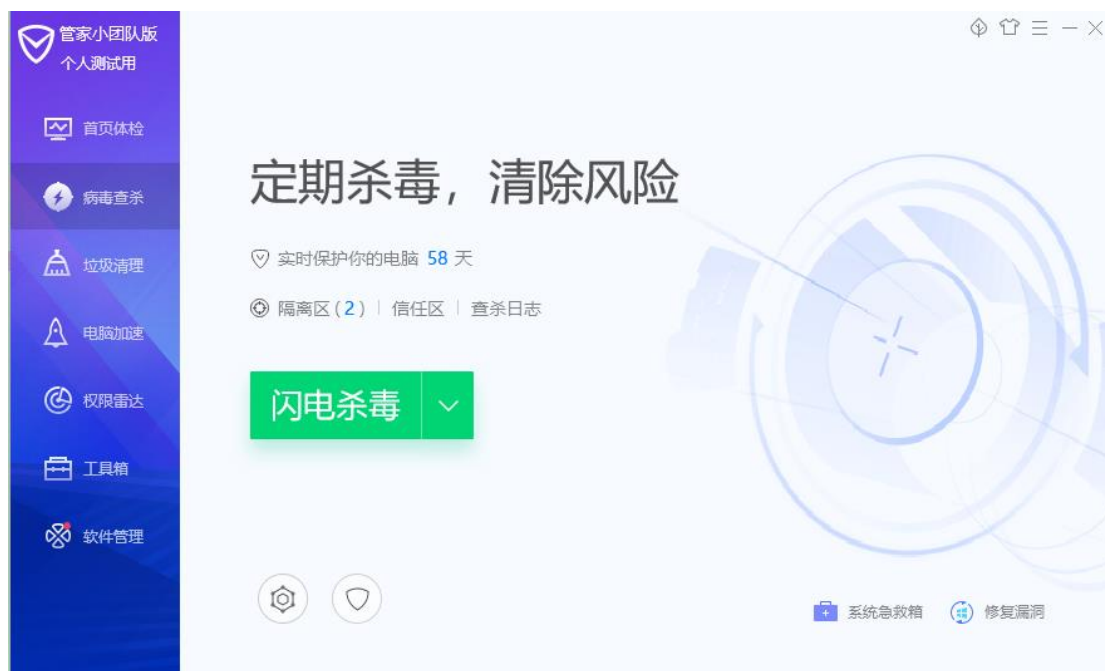 管家小团队版
个人测试用
首页体检
病毒查杀
垃圾清理
电脑加速
权限雷达
工具箱
软件管理
定期杀毒，清除风险
实时保护你的电脑 58 天
隔离区(2) | 信任区 | 查杀日志
闪电杀毒
系统急救箱 修复漏洞